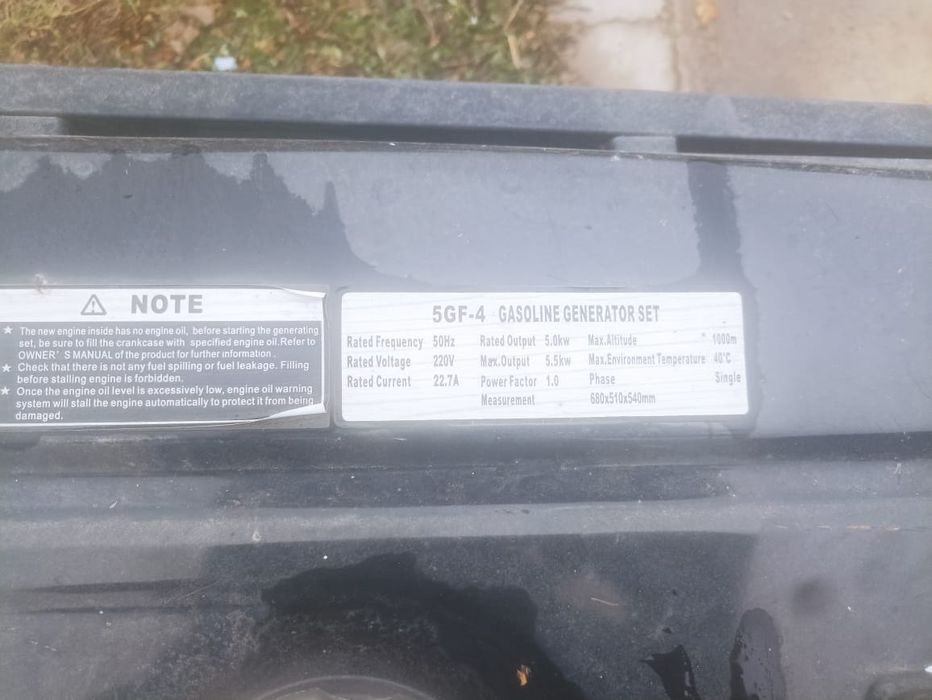 NOTE
★ The new engine inside has no engine oil, before starting the generating
set, be sure to fill the crankcase with specified engine oil.Refer to
OWNER' S MANUAL of the product for further information .
★ Check that there is not any fuel spilling or fuel leakage. Filling
before stalling engine is forbidden.
★ Once the engine oil level is excessively low, engine oil warning
system will stall the engine automatically to protect it from being
damaged.
5GF-4 GASOLINE GENERATOR SET
Rated Frequency 50Hz Rated Output 5.0kw Max.Altitude 1000m
Rated Voltage 220V Max.Output 5.5kw Max.Environment Temperature 40°C
Rated Current 22.7A Power Factor 1.0 Phase Single
Measurement 680x510x540mm